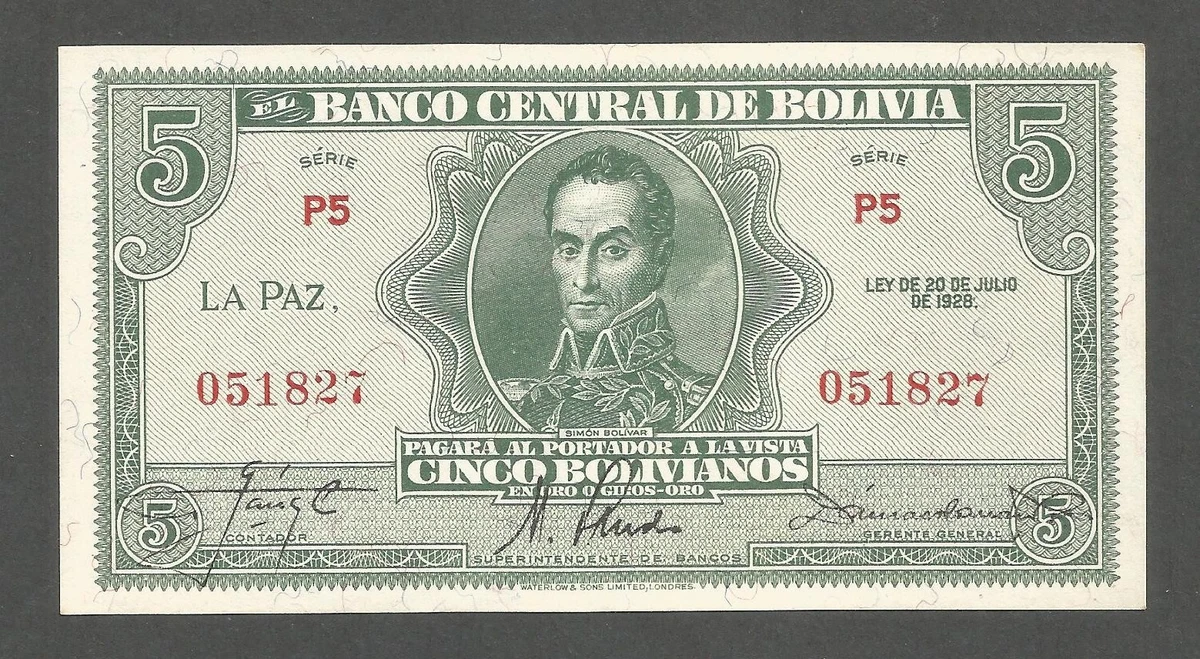 5 EL BANCO CENTRAL DE BOLIVIA 5
SÉRIE SÉRIE
P5 P5
LA PAZ, LEY DE 20 DE JULIO
DE 1928.
051827 051827
SIMÓN BOLÍVAR
PAGARÁ AL PORTADOR A LA VISTA
CINCO BOLIVIANOS
EN ORO O GIROS-ORO
5 5
CONTADOR GERENTE GENERAL
SUPERINTENDENTE DE BANCOS
WATERLOW & SONS LIMITED, LONDRES.